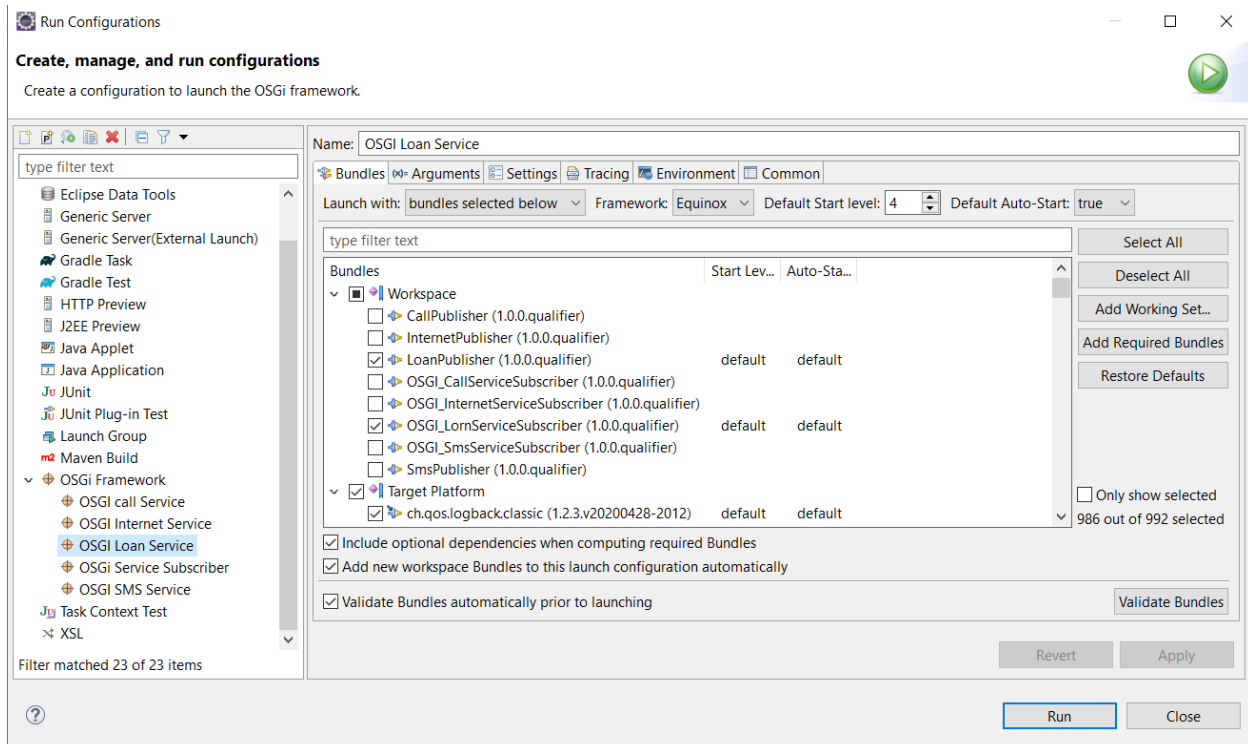 Run Configurations
Create, manage, and run configurations
Create a configuration to launch the OSGi framework.
type filter text
Eclipse Data Tools
Generic Server
Generic Server(External Launch)
Gradle Task
Gradle Test
HTTP Preview
J2EE Preview
Java Applet
Java Application
Ju JUnit
JUnit Plug-in Test
Launch Group
m2 Maven Build
OSGi Framework
OSGI call Service
OSGI Internet Service
OSGI Loan Service
OSGi Service Subscriber
OSGI SMS Service
Ju Task Context Test
XSL
Filter matched 23 of 23 items
Name: OSGI Loan Service
Bundles (x)= Arguments Settings Tracing Environment Common
Launch with: bundles selected below Framework: Equinox Default Start level: 4 Default Auto-Start: true
type filter text
Bundles Start Lev... Auto-Sta...
Workspace
CallPublisher (1.0.0.qualifier)
InternetPublisher (1.0.0.qualifier)
LoanPublisher (1.0.0.qualifier) default default
OSGI_CallServiceSubscriber (1.0.0.qualifier)
OSGI_InternetServiceSubscriber (1.0.0.qualifier)
OSGI_LornServiceSubscriber (1.0.0.qualifier) default default
OSGI_SmsServiceSubscriber (1.0.0.qualifier)
SmsPublisher (1.0.0.qualifier)
Target Platform
ch.qos.logback.classic (1.2.3.v20200428-2012) default default
Select All
Deselect All
Add Working Set...
Add Required Bundles
Restore Defaults
Only show selected
986 out of 992 selected
Include optional dependencies when computing required Bundles
Add new workspace Bundles to this launch configuration automatically
Validate Bundles automatically prior to launching
Validate Bundles
Revert Apply
Run Close